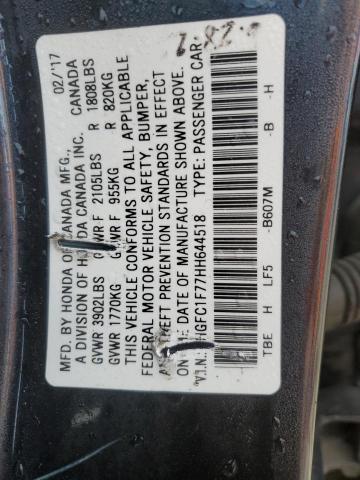 MFD. BY HONDA OF CANADA MFG., 02/'17
A DIVISION OF HONDA CANADA INC. CANADA
GVWR 3902LBS GAWR F 2105LBS R 1808LBS
GVWR 1770KG GAWR F 955KG R 820KG
THIS VEHICLE CONFORMS TO ALL APPLICABLE
FEDERAL MOTOR VEHICLE SAFETY, BUMPER,
AND THEFT PREVENTION STANDARDS IN EFFECT
ON THE DATE OF MANUFACTURE SHOWN ABOVE.
V.I.N.: HGFC1F77HH644518 TYPE: PASSENGER CAR
TBE H LF5 -B607M -B -H